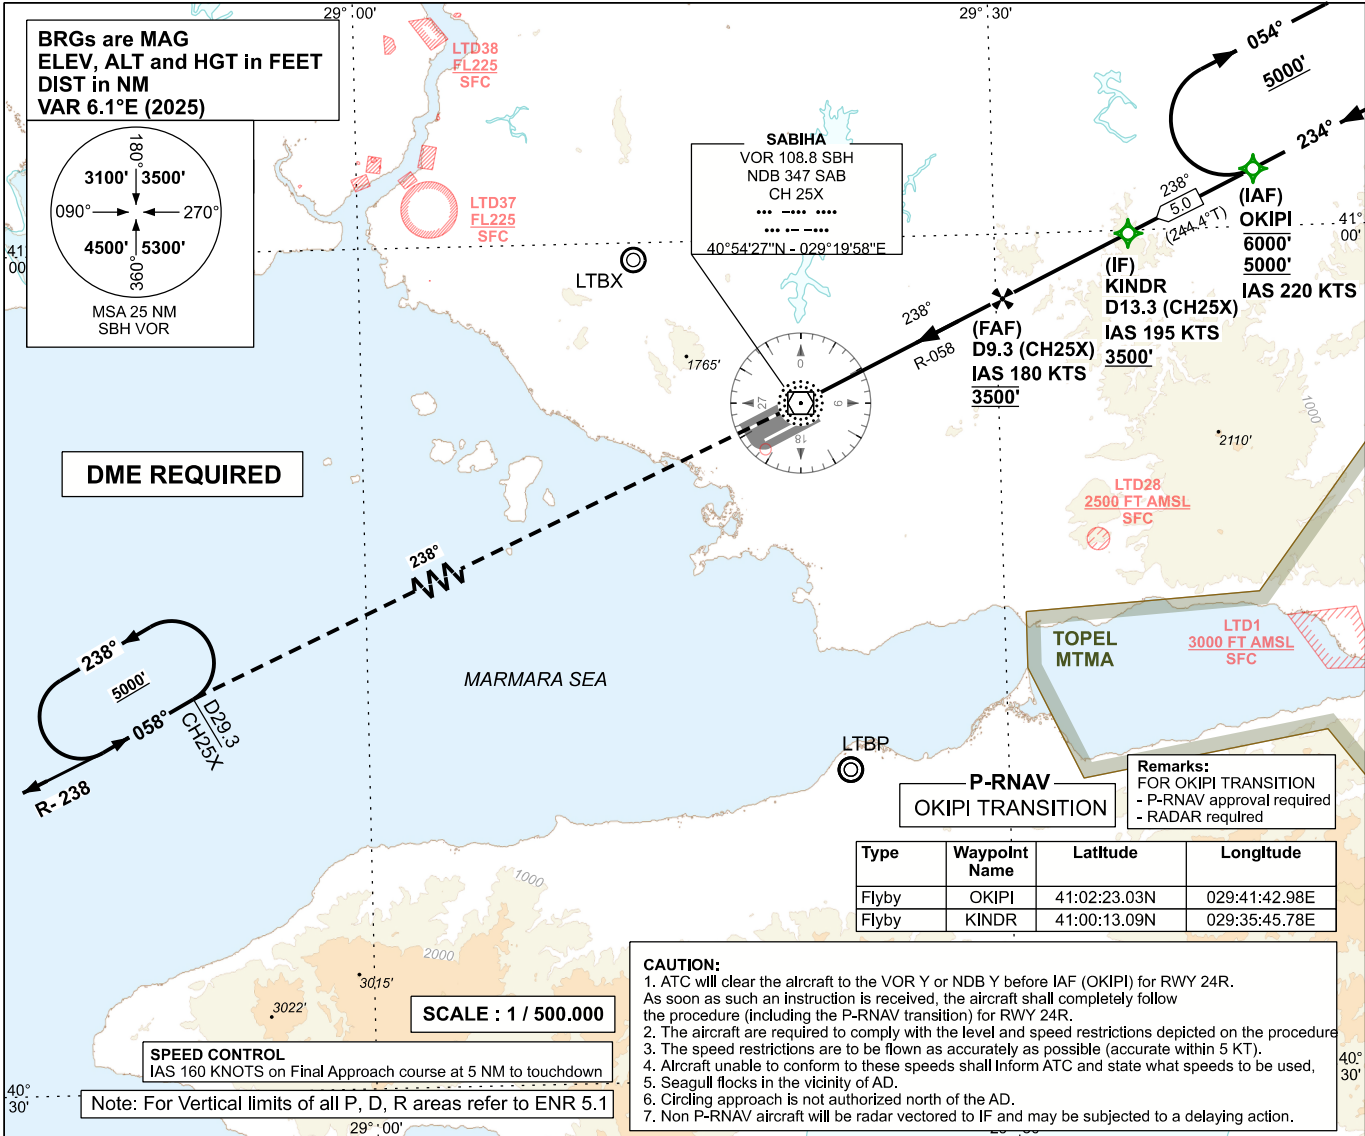 29° 00'
29° 30'
BRGs are MAG
ELEV, ALT and HGT in FEET
DIST in NM
VAR 6.1°E (2025)
180°
3100' 3500'
090° 270°
4500' 5300'
360°
MSA 25 NM
SBH VOR
LTD38
FL225
SFC
LTD37
FL225
SFC
SABIHA
VOR 108.8 SBH
NDB 347 SAB
CH 25X
40°54'27"N - 029°19'58"E
054°
5000'
234°
238°
5.0
(244.4°T)
(IAF)
OKIPI
6000'
5000'
IAS 220 KTS
41°
00'
41°
00'
(IF)
KINDR
D13.3 (CH25X)
IAS 195 KTS
3500'
LTBX
238°
R-058
(FAF)
D9.3 (CH25X)
IAS 180 KTS
3500'
1765'
0
27
9
18
1000
2110'
DME REQUIRED
LTD28
2500 FT AMSL
SFC
238°
238°
5000'
058°
D29.3
CH25X
R- 238
MARMARA SEA
TOPEL
MTMA
LTD1
3000 FT AMSL
SFC
LTBP
P-RNAV
OKIPI TRANSITION
Remarks:
FOR OKIPI TRANSITION
- P-RNAV approval required
- RADAR required
Type Waypoint Name Latitude Longitude
Flyby OKIPI 41:02:23.03N 029:41:42.98E
Flyby KINDR 41:00:13.09N 029:35:45.78E
1000
2000
3015'
3022'
SCALE : 1 / 500.000
SPEED CONTROL
IAS 160 KNOTS on Final Approach course at 5 NM to touchdown
Note: For Vertical limits of all P, D, R areas refer to ENR 5.1
40°
30'
CAUTION:
1. ATC will clear the aircraft to the VOR Y or NDB Y before IAF (OKIPI) for RWY 24R.
As soon as such an instruction is received, the aircraft shall completely follow
the procedure (including the P-RNAV transition) for RWY 24R.
2. The aircraft are required to comply with the level and speed restrictions depicted on the procedure
3. The speed restrictions are to be flown as accurately as possible (accurate within 5 KT).
4. Aircraft unable to conform to these speeds shall inform ATC and state what speeds to be used,
5. Seagull flocks in the vicinity of AD.
6. Circling approach is not authorized north of the AD.
7. Non P-RNAV aircraft will be radar vectored to IF and may be subjected to a delaying action.
40°
30'
29° 00'